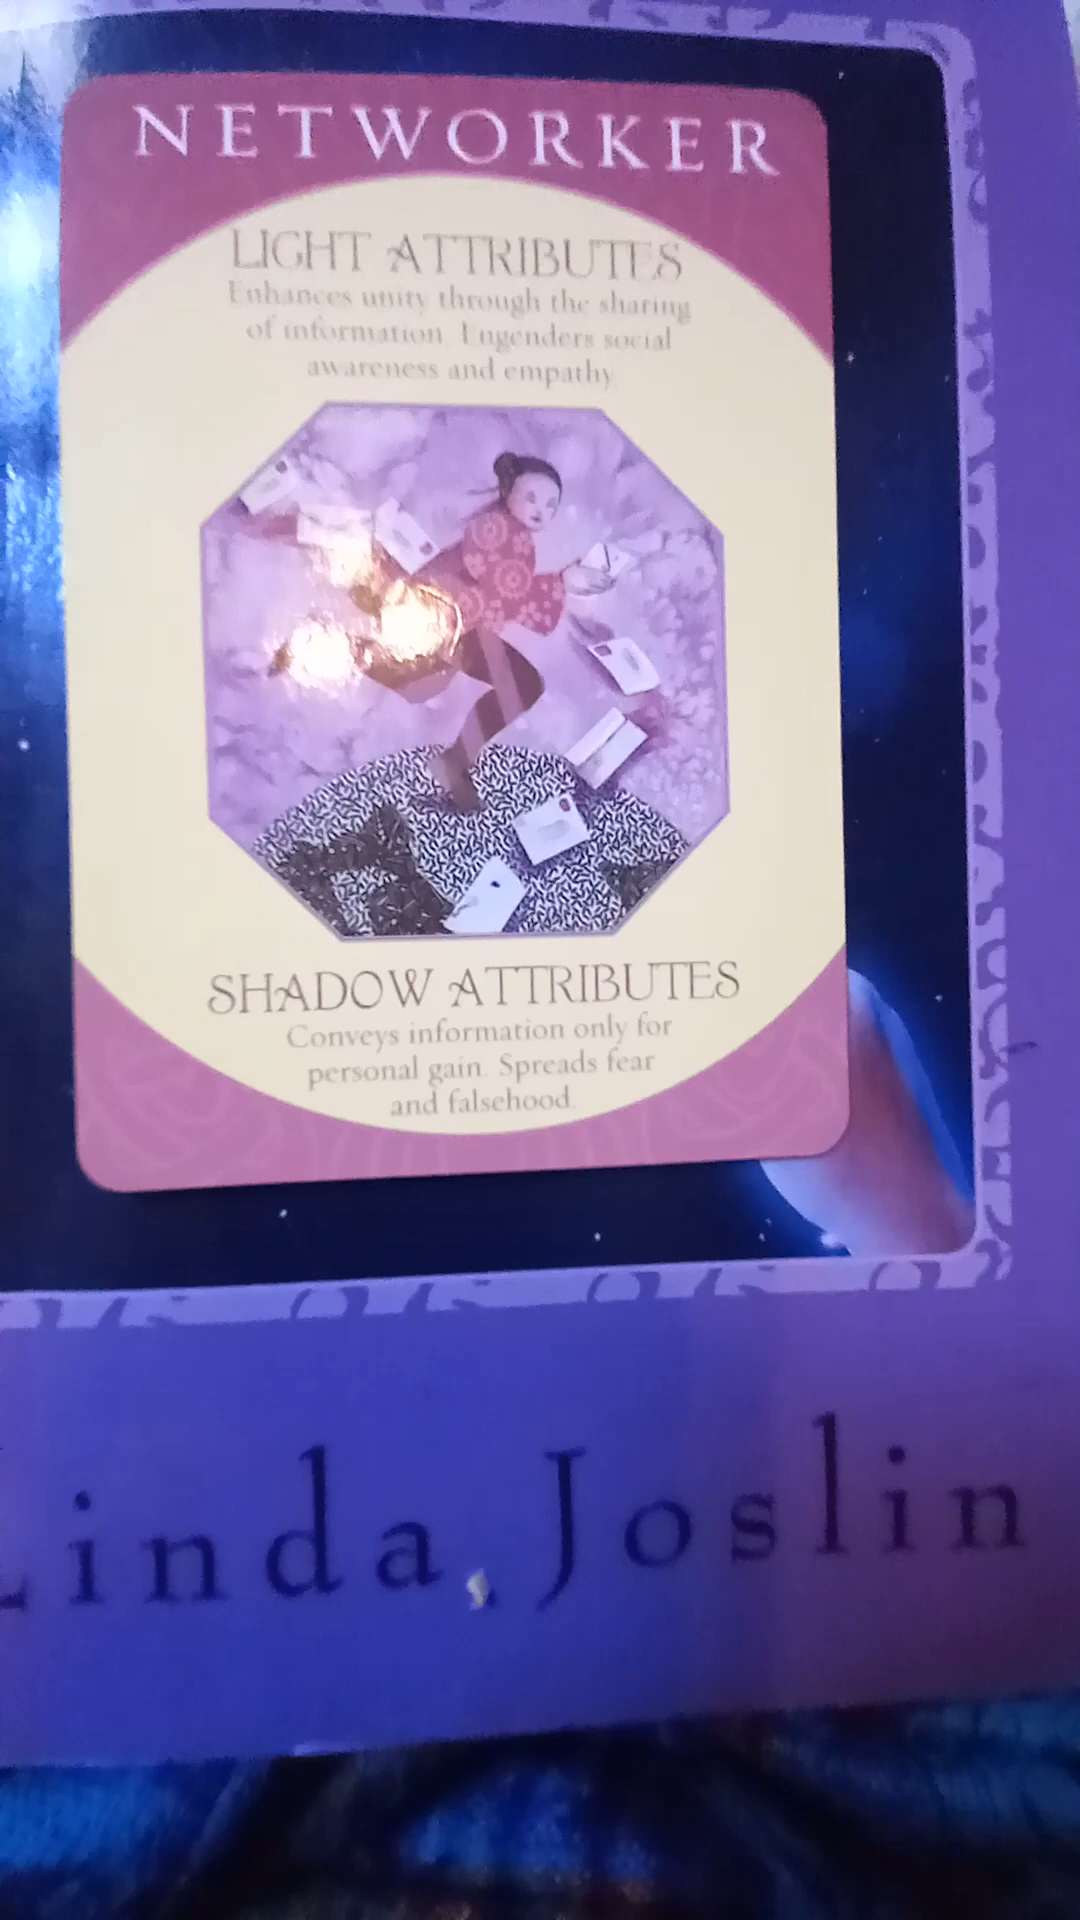 NETWORKER
LIGHT ATTRIBUTES
Enhances unity through the sharing
of information. Engenders social
awareness and empathy.
SHADOW ATTRIBUTES
Conveys information only for
personal gain. Spreads fear
and falsehood.
Linda Joslin